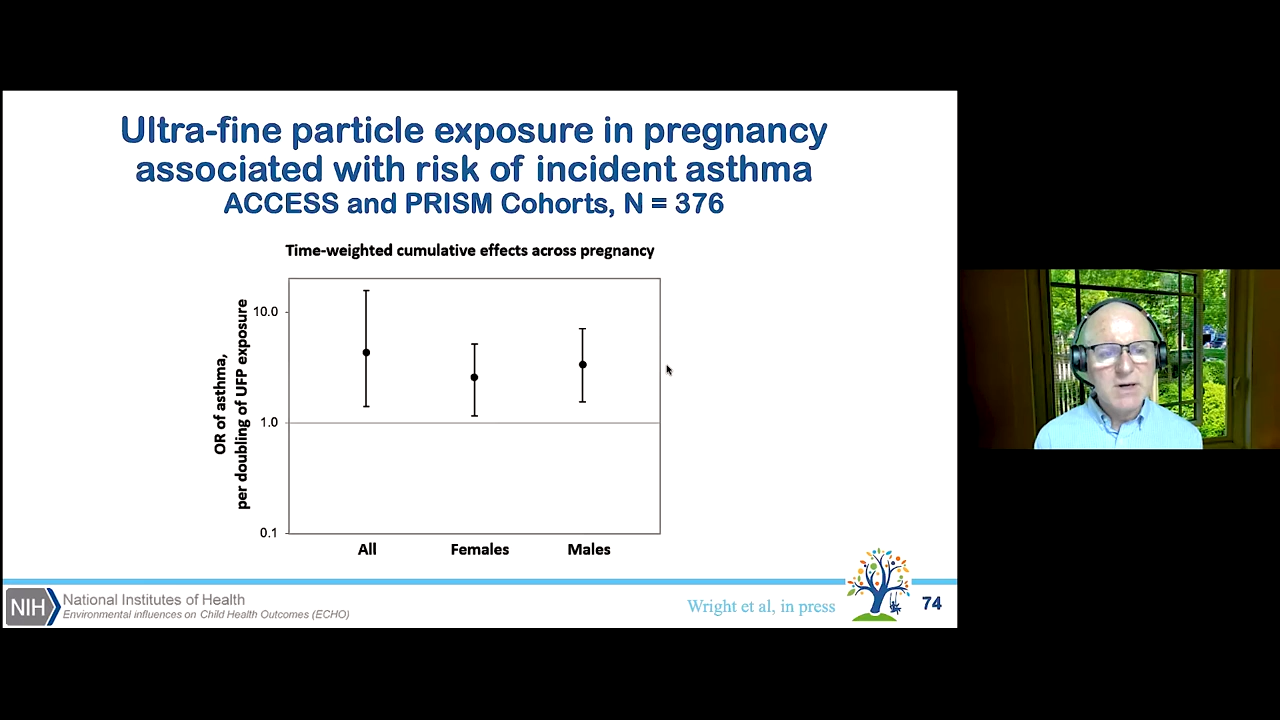 Ultra-fine particle exposure in pregnancy
associated with risk of incident asthma
ACCESS and PRISM Cohorts, N = 376
Time-weighted cumulative effects across pregnancy
OR of asthma,
per doubling of UFP exposure
10.0
1.0
0.1
All Females Males
NIH
National Institutes of Health
Environmental influences on Child Health Outcomes (ECHO)
Wright et al, in press
74